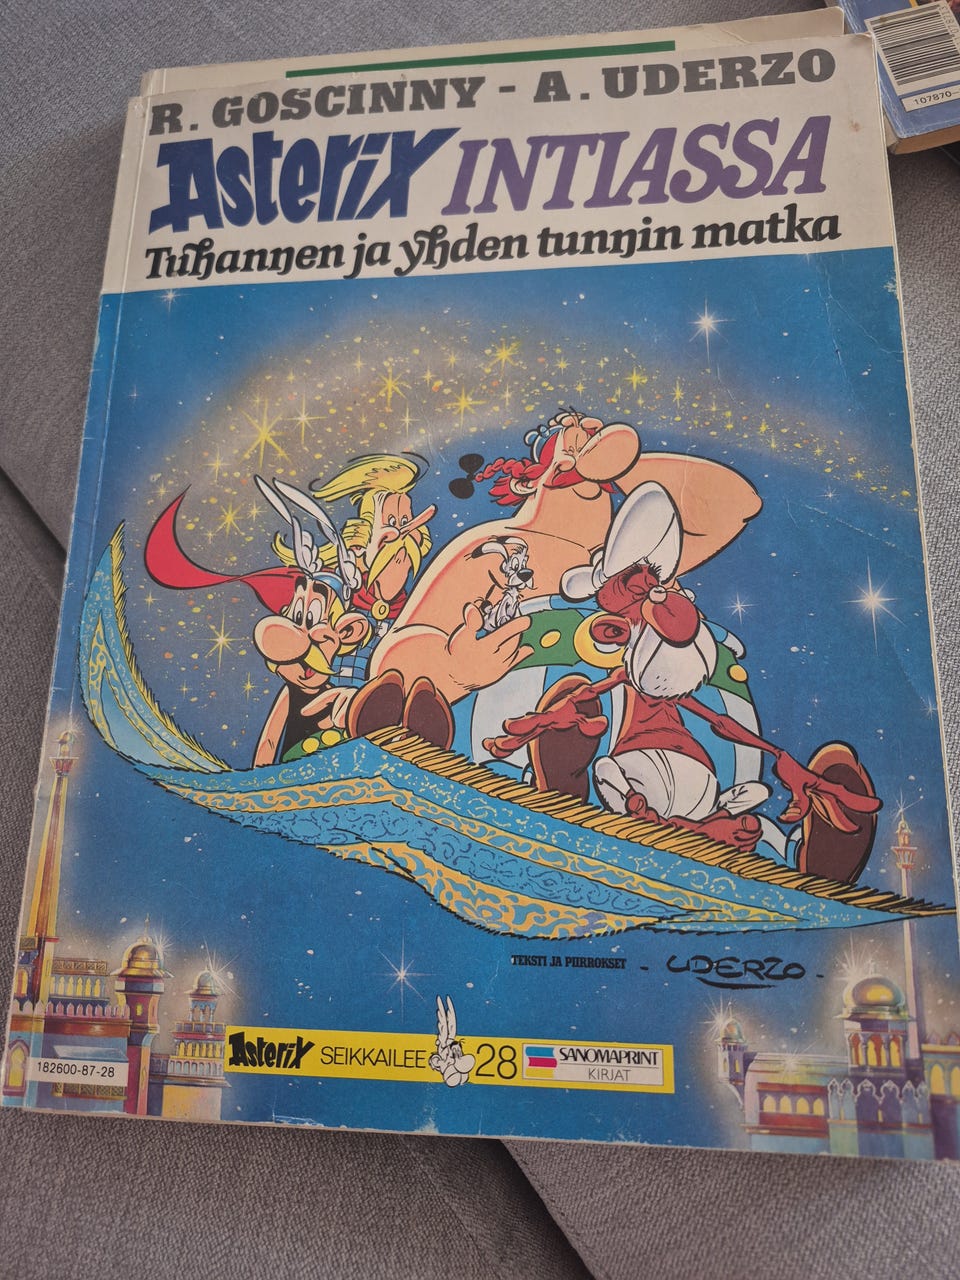 R. GOSCINNY - A. UDERZO
Asterix INTIASSA
Tuhannen ja yhden tunnin matka
TEKSTI JA PIIRROKSET - UDERZO -
Asterix SEIKKAILEE 28 SANOMAPRINT
KIRJAT
182600-87-28
107870-